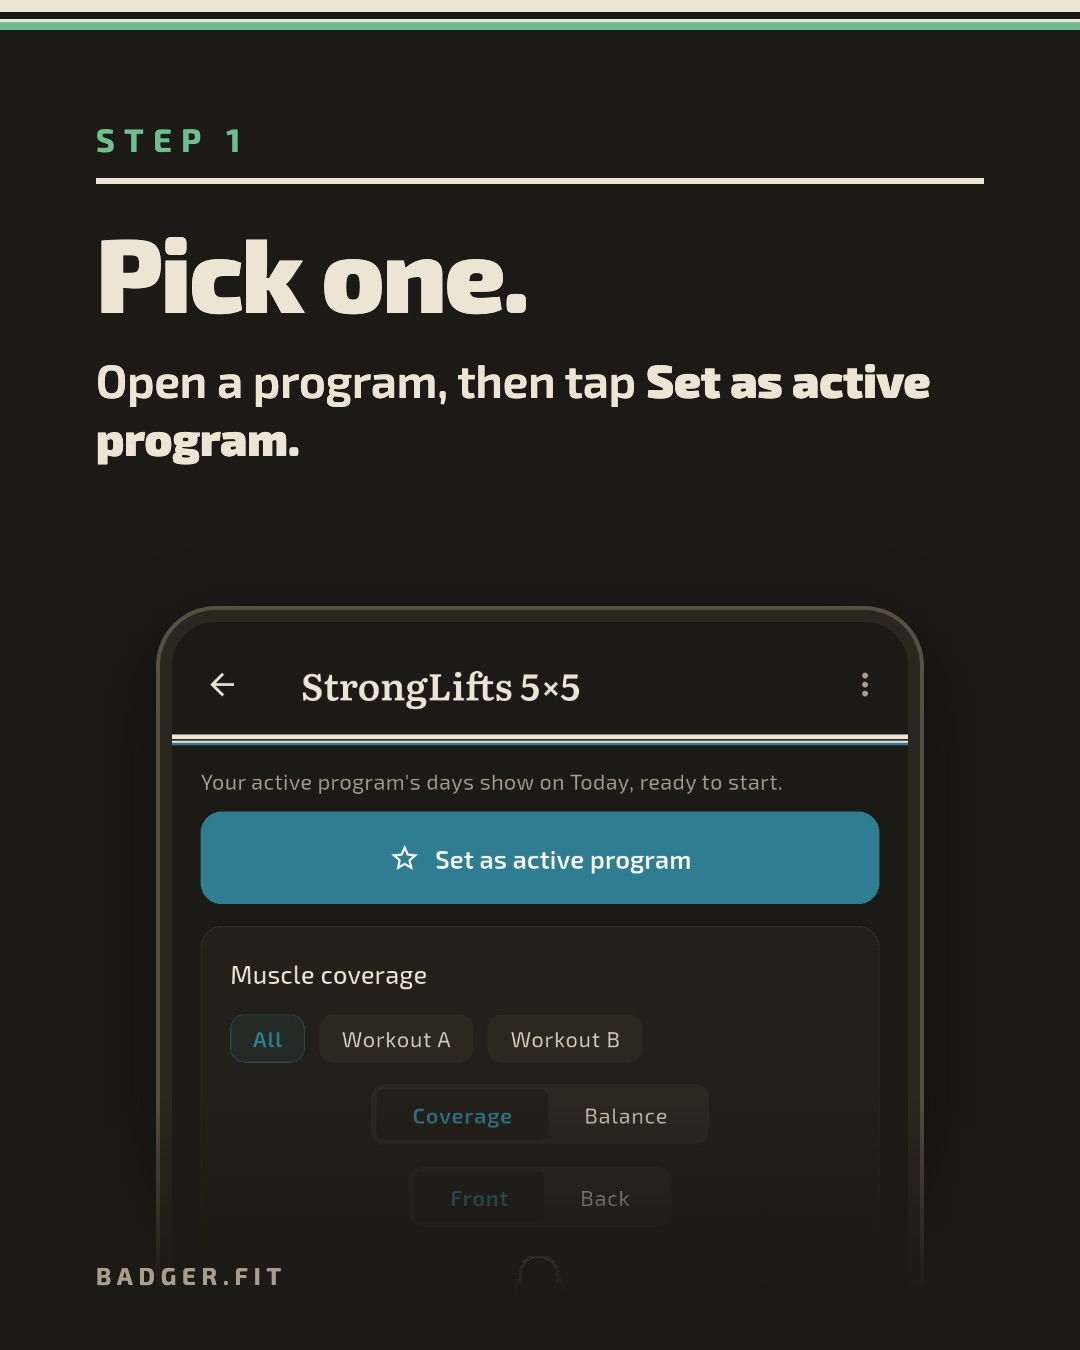 STEP 1
Pick one.
Open a program, then tap Set as active
program.
StrongLifts 5×5
Your active program's days show on Today, ready to start.
Set as active program
Muscle coverage
All Workout A Workout B
Coverage Balance
Front Back
BADGER.FIT